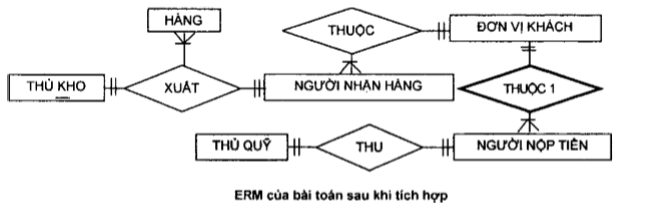 HÀNG
THUỘC
ĐƠN VỊ KHÁCH
THỦ KHO
XUẤT
NGƯỜI NHẬN HÀNG
THUỘC 1
THỦ QUỸ
THU
NGƯỜI NỘP TIỀN
ERM của bài toán sau khi tích hợp